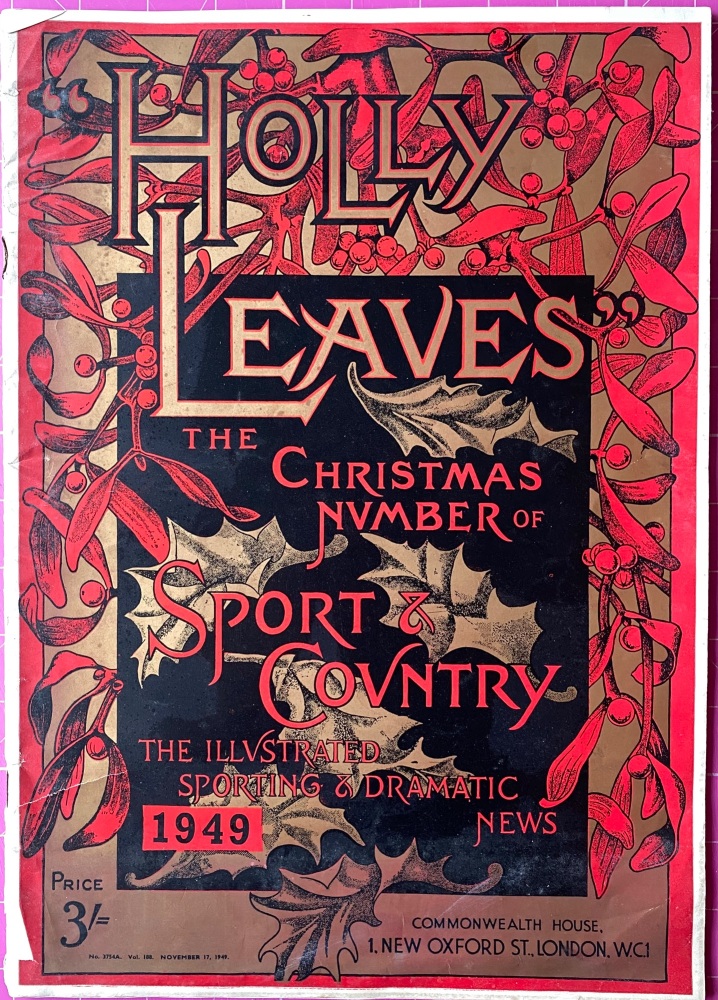 “HOLLY
LEAVES”
THE
CHRISTMAS
NVMBER OF
SPORT &
COVNTRY
THE ILLVSTRATED
SPORTING & DRAMATIC
NEWS
1949
PRICE
3/=
No. 3754A. Vol. 188. NOVEMBER 17, 1949.
COMMONWEALTH HOUSE,
1, NEW OXFORD ST., LONDON, W.C.1